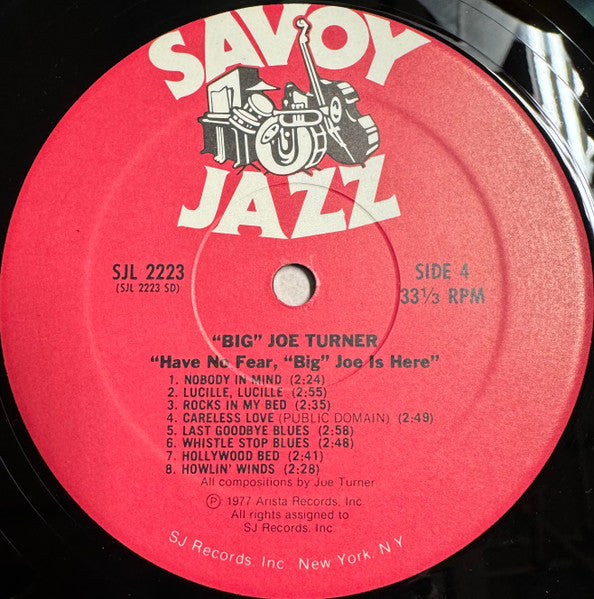 SAVOY
JAZZ
SJL 2223
(SJL 2223 SD)
SIDE 4
33⅓ RPM
"BIG" JOE TURNER
"Have No Fear, "Big" Joe Is Here"
1. NOBODY IN MIND (2:24)
2. LUCILLE, LUCILLE (2:55)
3. ROCKS IN MY BED (2:35)
4. CARELESS LOVE (PUBLIC DOMAIN) (2:49)
5. LAST GOODBYE BLUES (2:58)
6. WHISTLE STOP BLUES (2:48)
7. HOLLYWOOD BED (2:41)
8. HOWLIN' WINDS (2:28)
All compositions by Joe Turner
℗ 1977 Arista Records, Inc.
All rights assigned to
SJ Records, Inc.
SJ Records, Inc., New York, N.Y.